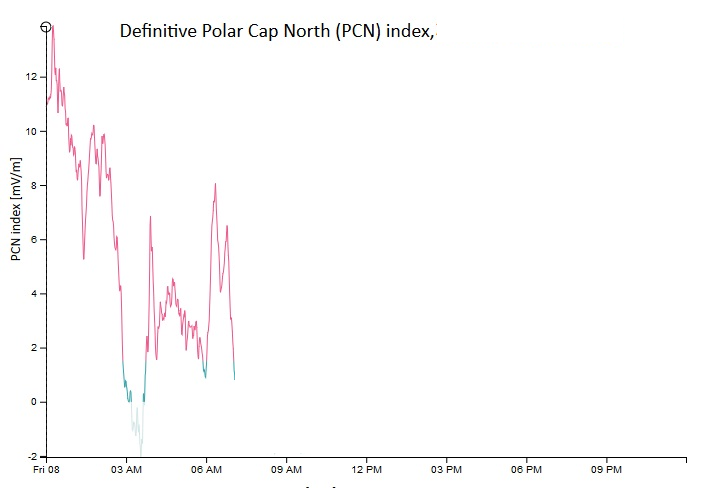 Definitive Polar Cap North (PCN) index,
PCN index [mV/m]
12
10
8
6
4
2
0
-2
Fri 08 03 AM 06 AM 09 AM 12 PM 03 PM 06 PM 09 PM